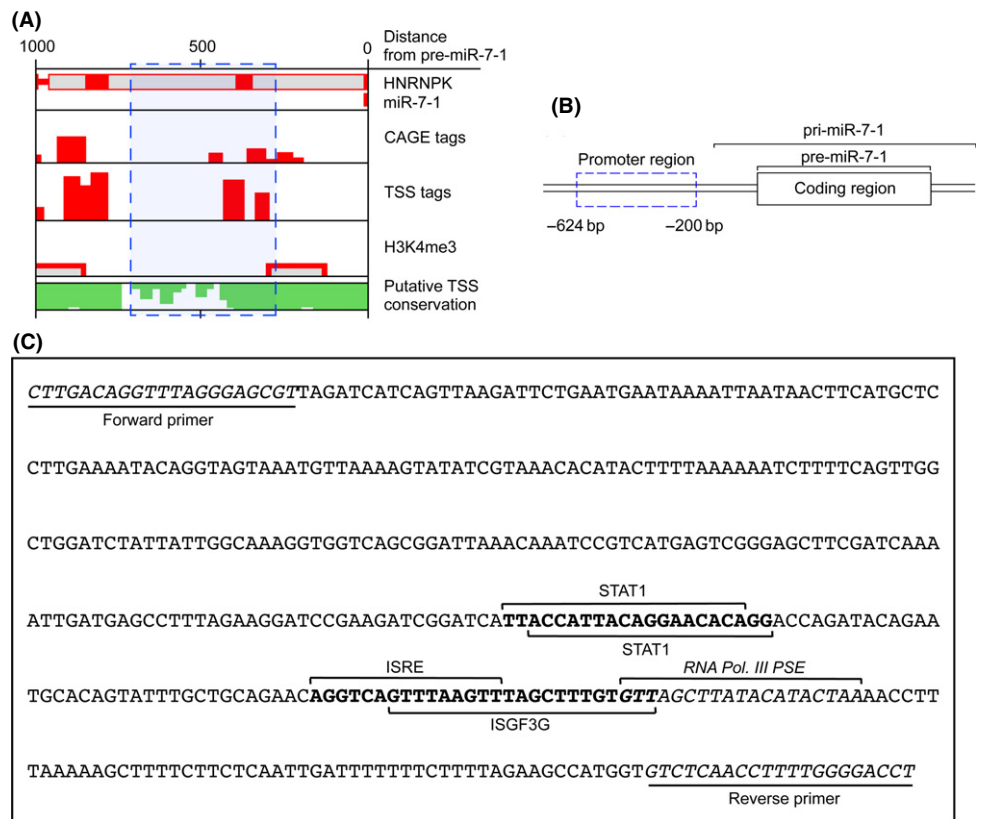 (A)
1000 500 0
Distance
from pre-miR-7-1
HNRNPK
miR-7-1
CAGE tags
TSS tags
H3K4me3
Putative TSS
conservation
(B)
pri-miR-7-1
Promoter region
pre-miR-7-1
Coding region
–624 bp –200 bp
(C)
CTTGACAGGTTTAGGGAGCGTTAGATCATCAGTTAAGATTCTGAATGAATAAAATTAATAACTTCATGCTC
Forward primer
CTTGAAAATACAGGTAGTAAATGTTAAAAGTATATCGTAAACACATACTTTTAAAAAATCTTTTCAGTTGG
CTGGATCTATTATTGGCAAAGGTGGTCAGCGGATTAAACAAATCCGTCATGAGTCGGGAGCTTCGATCAAA
STAT1
ATTGATGAGCCTTTAGAAGGATCCGAAGATCGGATCATTACCATTACAGGAACACAGGACCAGATACAGAA
STAT1
ISRE RNA Pol. III PSE
TGCACAGTATTTGCTGCAGAACAGGTCAGTTTAAGTTTAGCTTTGTGTTAGCTTATACATACTAAAACCTT
ISGF3G
TAAAAAGCTTTTCTTCTCAATTGATTTTTTTCTTTTAGAAGCCATGGTGTCTCAACCTTTTGGGGACCT
Reverse primer